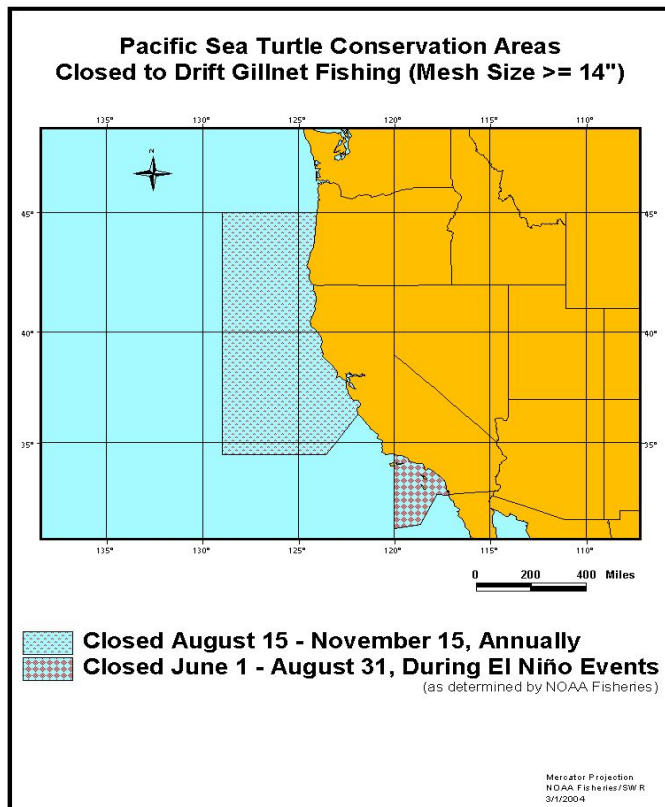 Pacific Sea Turtle Conservation Areas
Closed to Drift Gillnet Fishing (Mesh Size >= 14")
135° 130° 125° 120° 115° 110°
N
45° 45°
40° 40°
35° 35°
135° 130° 125° 120° 115° 110°
0 200 400 Miles
Closed August 15 - November 15, Annually
Closed June 1 - August 31, During El Niño Events
(as determined by NOAA Fisheries)
Mercator Projection
NOAA Fisheries/SWR
3/1/2004